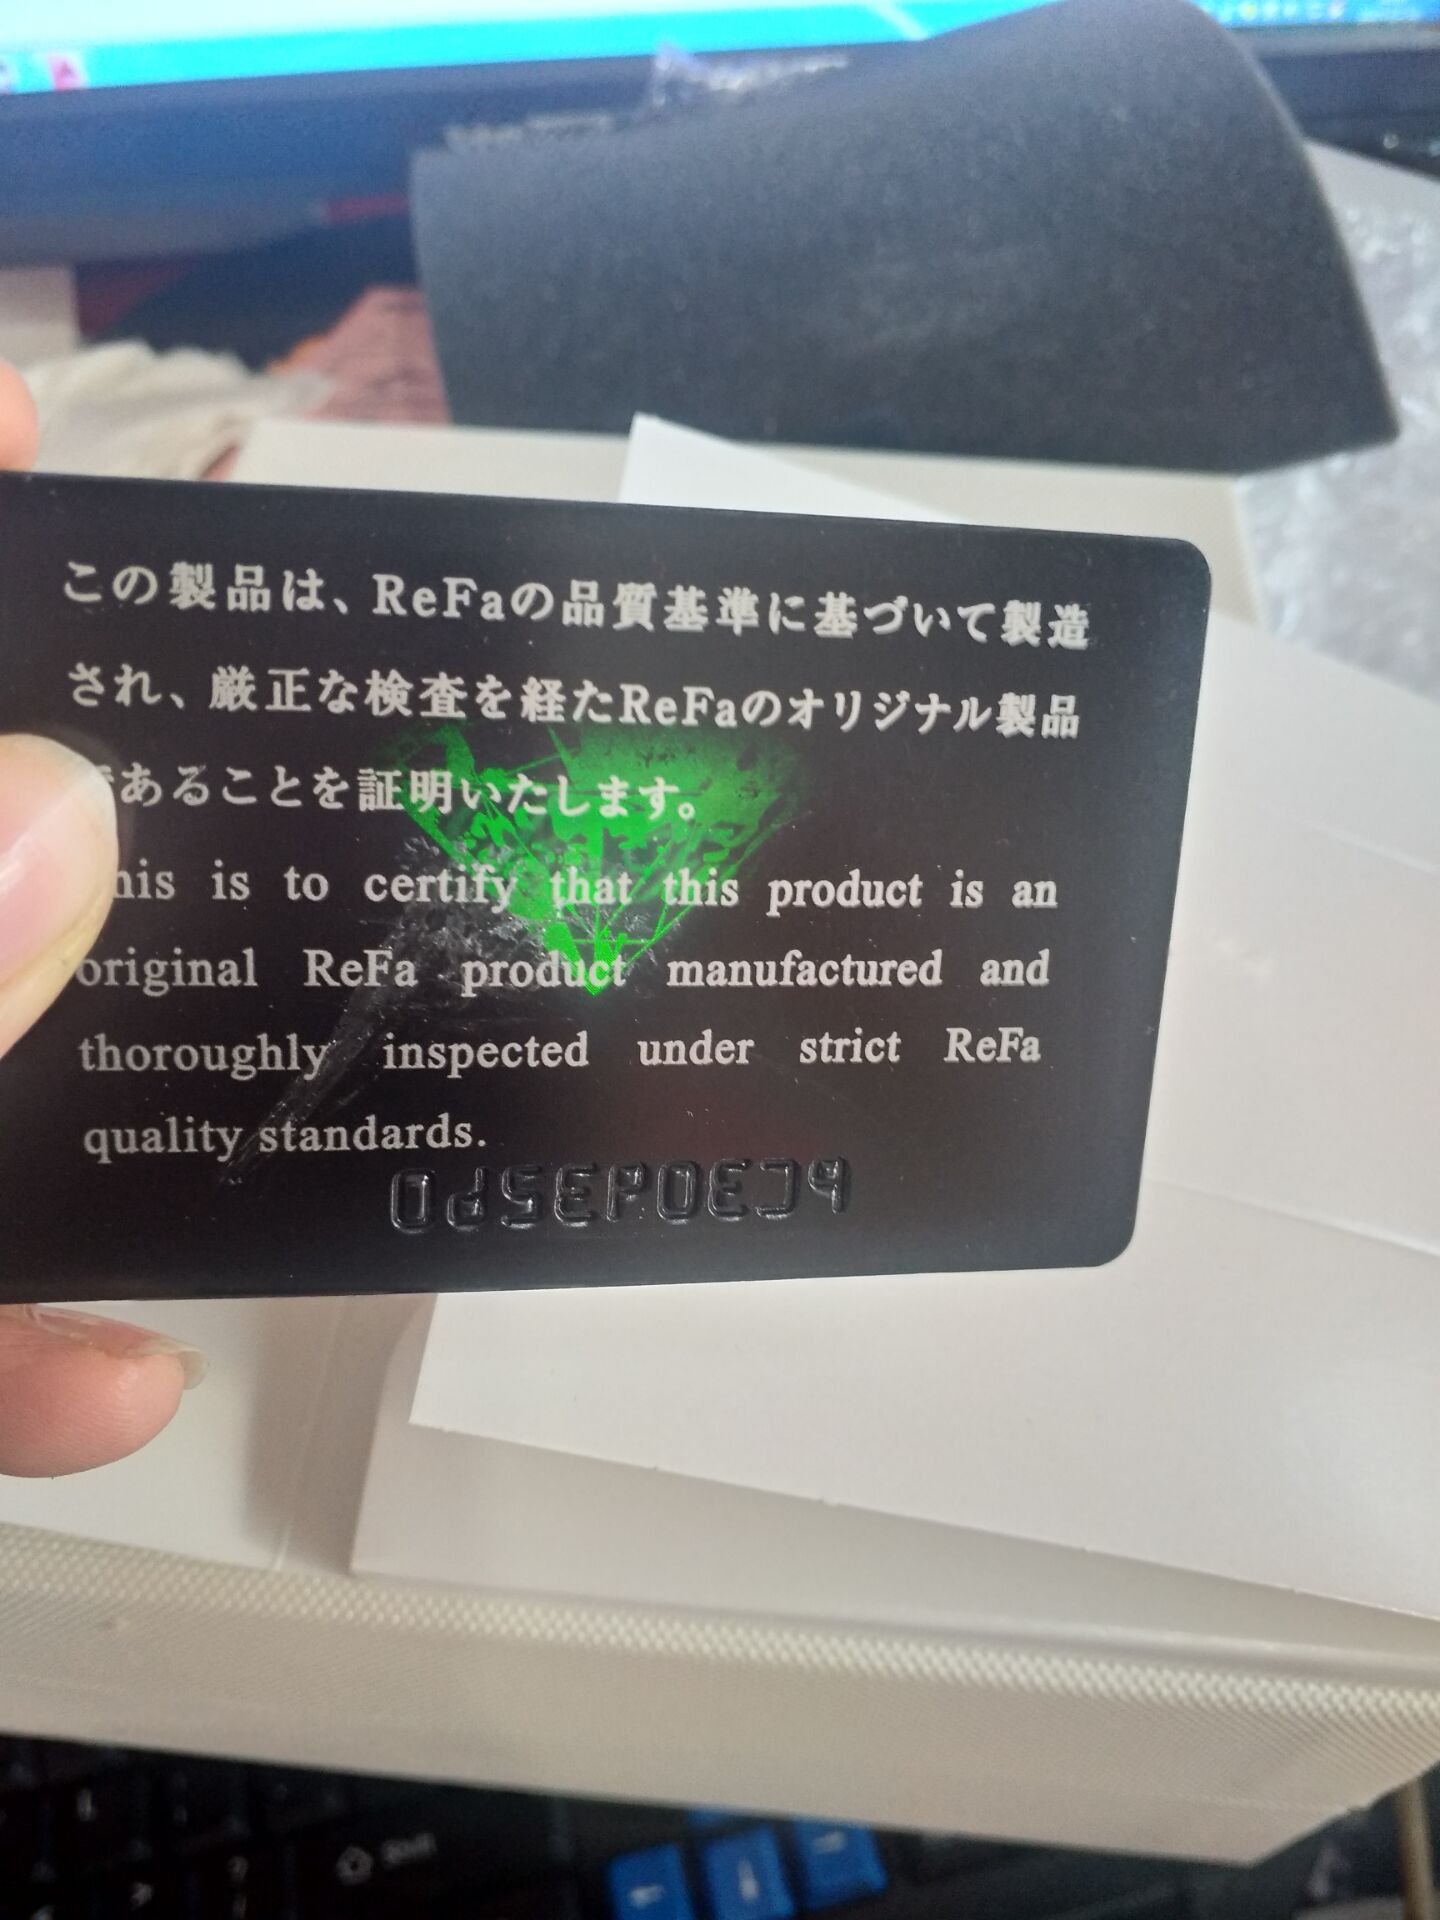 この製品は、ReFaの品質基準に基づいて製造
され、厳正な検査を経たReFaのオリジナル製品
であることを証明いたします。
This is to certify that this product is an
original ReFa product manufactured and
thoroughly inspected under strict ReFa
quality standards.
Shift